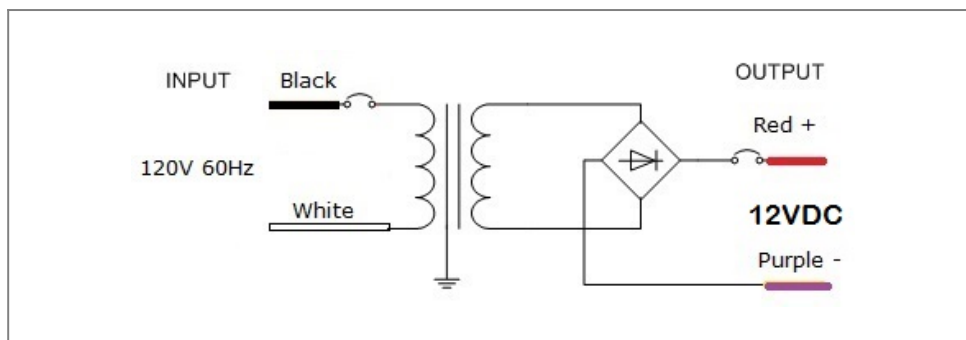 INPUT
Black
120V 60Hz
White
OUTPUT
Red +
12VDC
Purple -